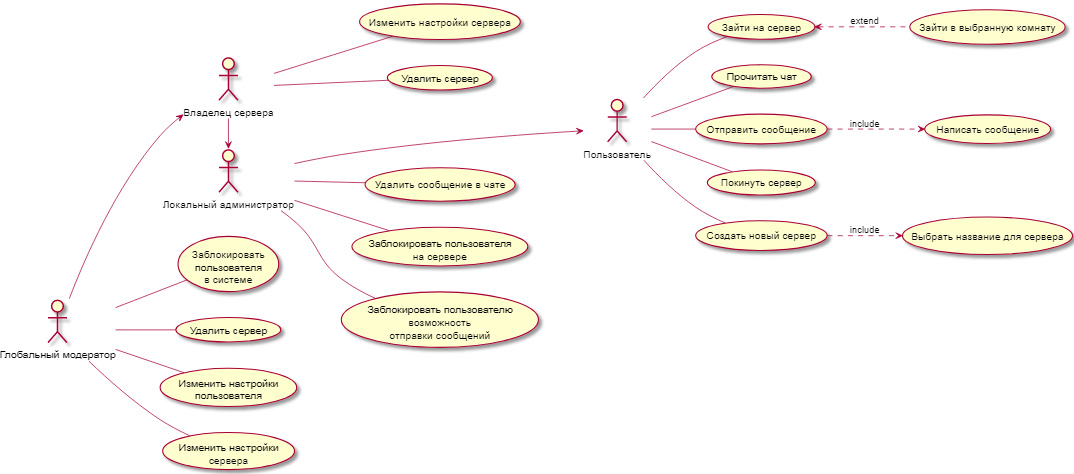 Изменить настройки сервера
Удалить сервер
Владелец сервера
Локальный администратор
Удалить сообщение в чате
Заблокировать пользователя
на сервере
Заблокировать пользователю
возможность
отправки сообщений
Заблокировать
пользователя
в системе
Удалить сервер
Глобальный модератор
Изменить настройки
пользователя
Изменить настройки
сервера
Зайти на сервер
extend
Зайти в выбранную комнату
Прочитать чат
Пользователь
Отправить сообщение
include
Написать сообщение
Покинуть сервер
Создать новый сервер
include
Выбрать название для сервера